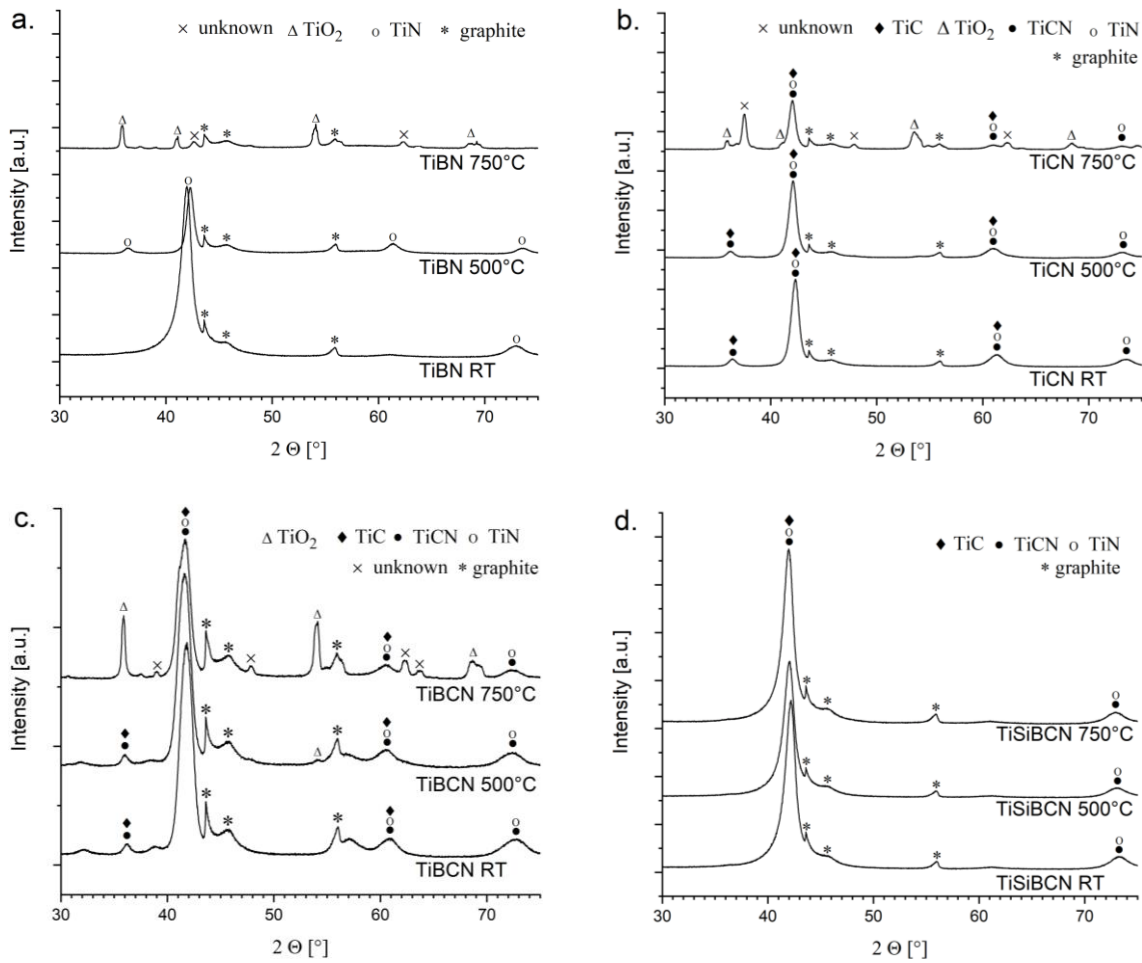 a.
× unknown Δ TiO₂ o TiN * graphite
Δ
Δ
×
*
*
Δ
*
×
Δ
TiBN 750°C
o
o
*
*
*
o
o
TiBN 500°C
*
*
*
o
TiBN RT
30 40 50 60 70
2 Θ [°]
Intensity [a.u.]
b.
× unknown ♦ TiC Δ TiO₂ ● TiCN o TiN
* graphite
Δ
×
Δ
♦
o
●
*
*
×
Δ
*
♦
o
●
×
Δ
o
●
TiCN 750°C
♦
●
♦
o
●
*
*
*
♦
o
●
o
●
TiCN 500°C
♦
●
♦
o
●
*
*
*
♦
o
●
o
●
TiCN RT
30 40 50 60 70
2 Θ [°]
Intensity [a.u.]
c.
Δ TiO₂ ♦ TiC ● TiCN o TiN
× unknown * graphite
♦
o
●
Δ
×
*
*
×
Δ
*
♦
o
●
×
×
Δ
o
●
TiBCN 750°C
♦
●
*
*
Δ
*
♦
o
●
o
●
TiBCN 500°C
♦
●
*
*
*
♦
o
●
o
●
TiBCN RT
30 40 50 60 70
2 Θ [°]
Intensity [a.u.]
d.
♦ TiC ● TiCN o TiN
* graphite
♦
o
●
*
*
*
o
●
TiSiBCN 750°C
*
*
*
o
●
TiSiBCN 500°C
*
*
*
o
●
TiSiBCN RT
30 40 50 60 70
2 Θ [°]
Intensity [a.u.]